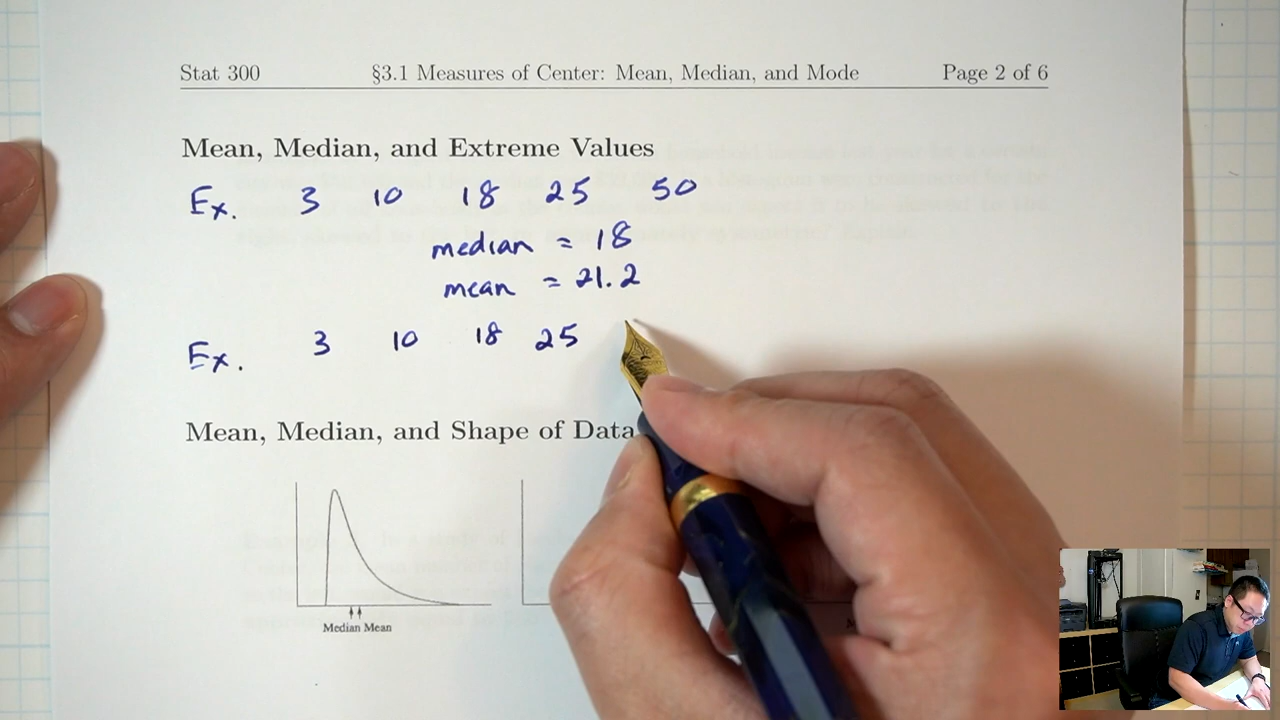 Stat 300 §3.1 Measures of Center: Mean, Median, and Mode Page 2 of 6
Mean, Median, and Extreme Values
Ex. 3 10 18 25 50
median = 18
mean = 21.2
Ex. 3 10 18 25
Mean, Median, and Shape of Data
Median Mean